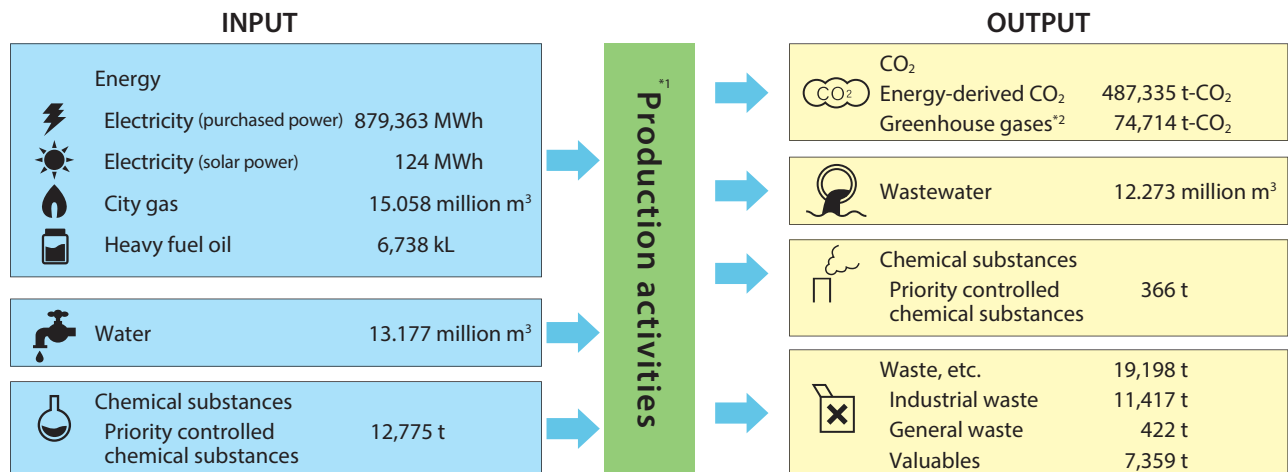 INPUT
Energy
Electricity (purchased power) 879,363 MWh
Electricity (solar power) 124 MWh
City gas 15.058 million m³
Heavy fuel oil 6,738 kL
Water 13.177 million m³
Chemical substances
Priority controlled
chemical substances 12,775 t
Production activities*1
OUTPUT
CO₂
CO₂
Energy-derived CO₂ 487,335 t-CO₂
Greenhouse gases*2 74,714 t-CO₂
Wastewater 12.273 million m³
Chemical substances
Priority controlled
chemical substances 366 t
Waste, etc. 19,198 t
Industrial waste 11,417 t
General waste 422 t
Valuables 7,359 t